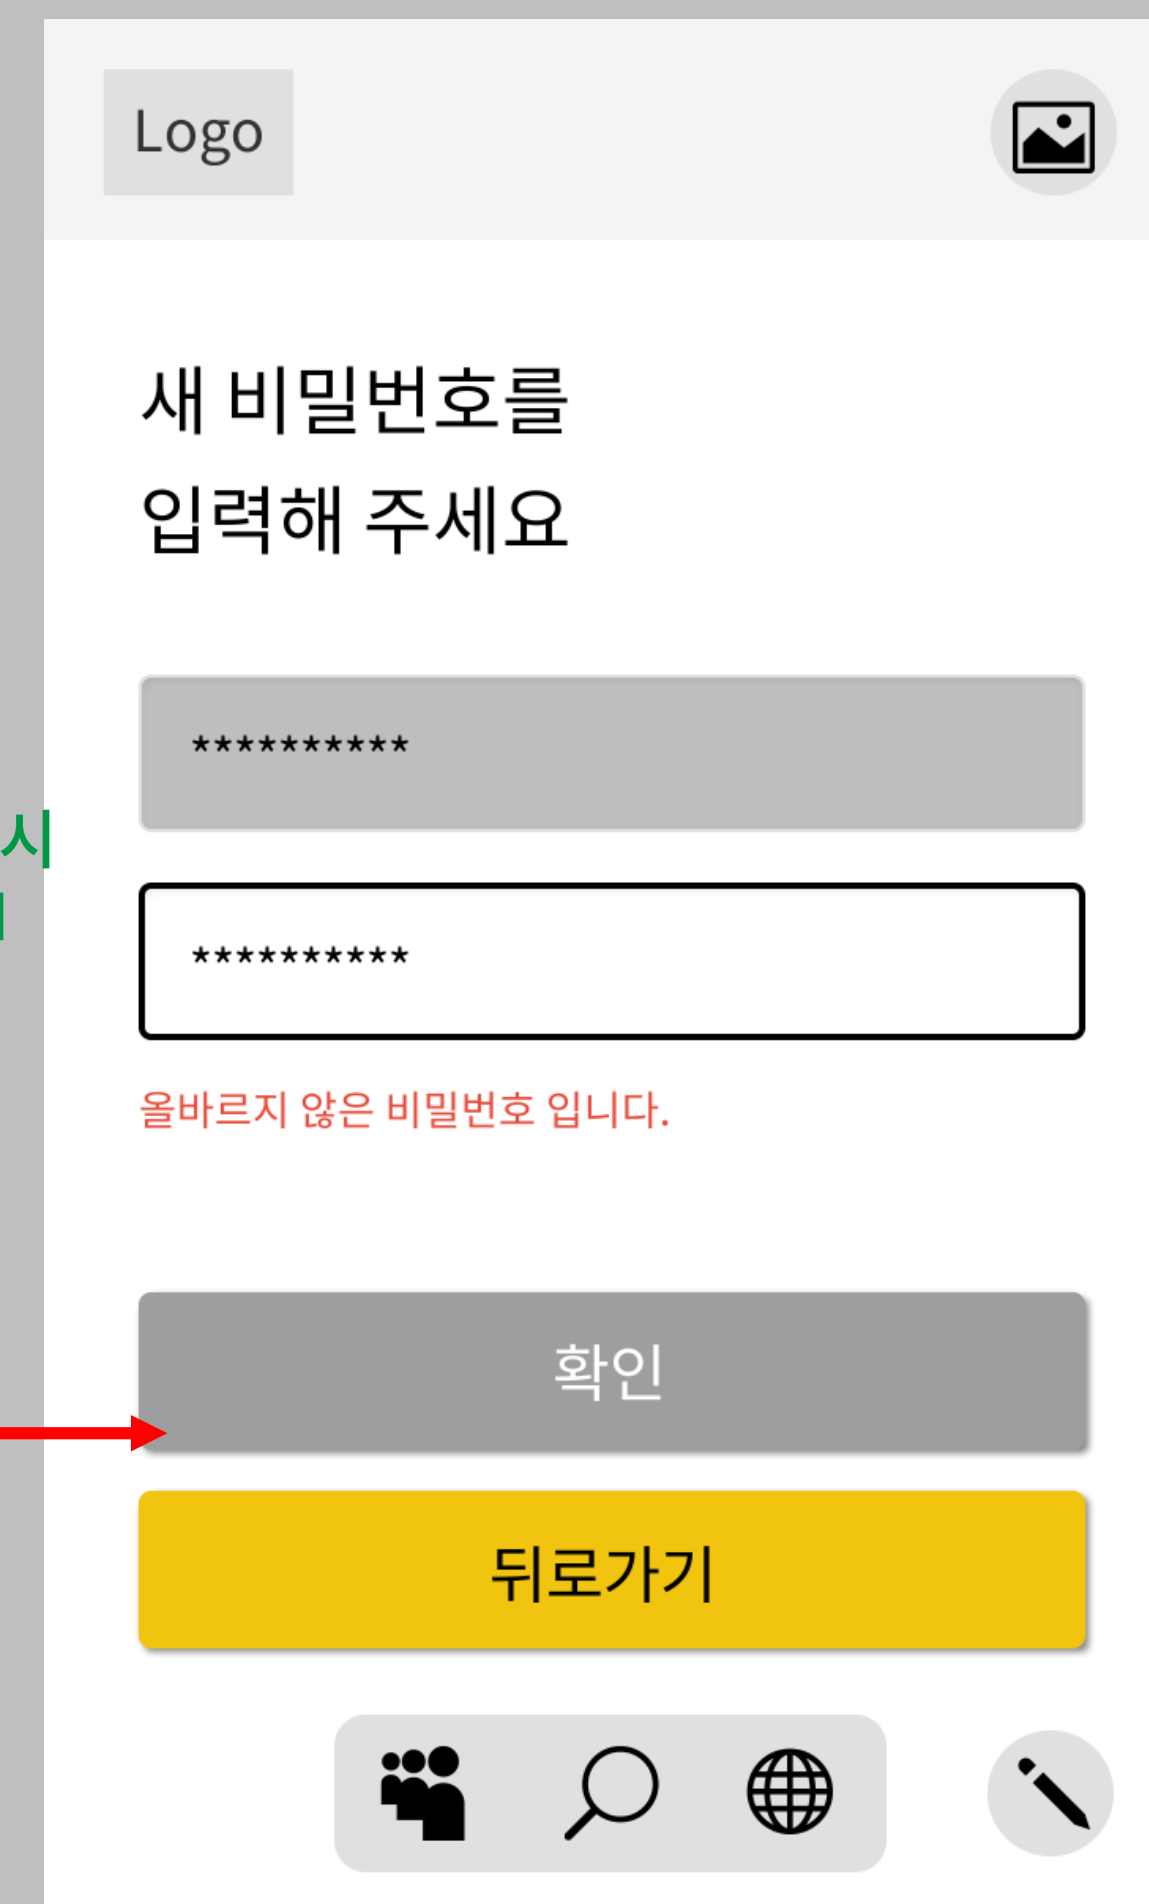 Logo
새 비밀번호를
입력해 주세요
**********
시
**********
올바르지 않은 비밀번호 입니다.
확인
뒤로가기